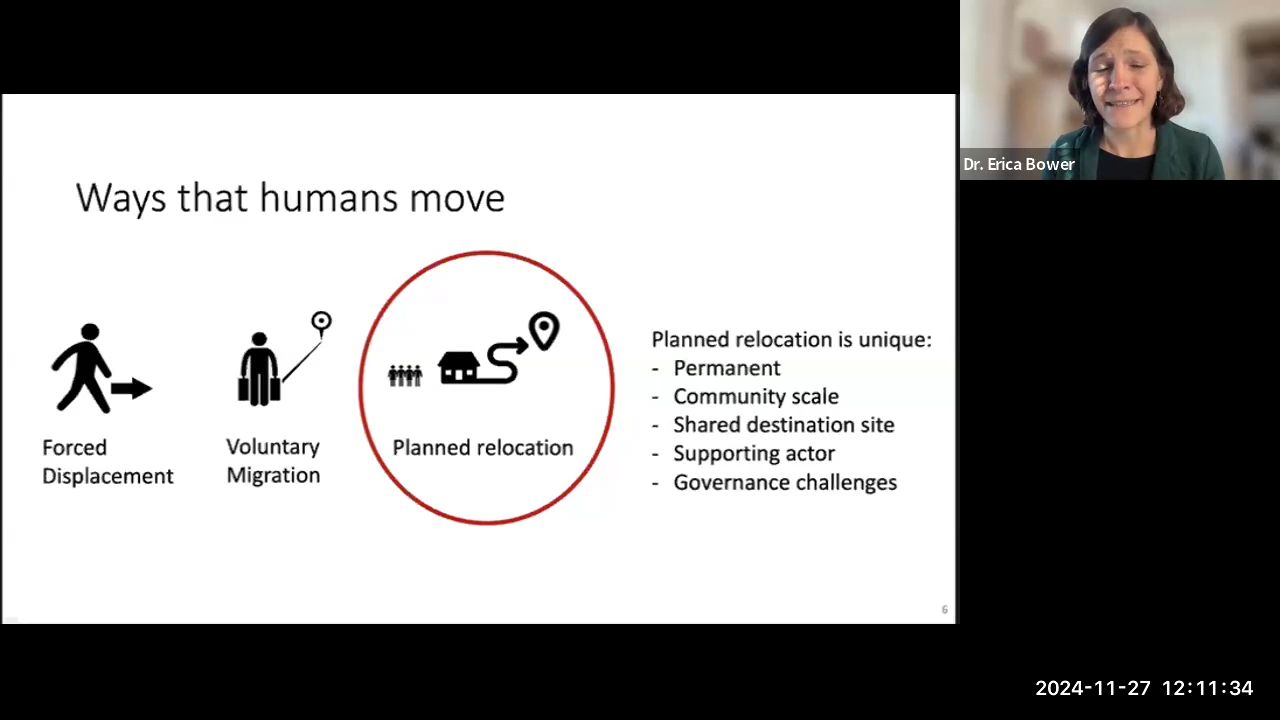 Dr. Erica Bower
Ways that humans move
Forced
Displacement
Voluntary
Migration
Planned relocation
Planned relocation is unique:
- Permanent
- Community scale
- Shared destination site
- Supporting actor
- Governance challenges
6
2024-11-27 12:11:34